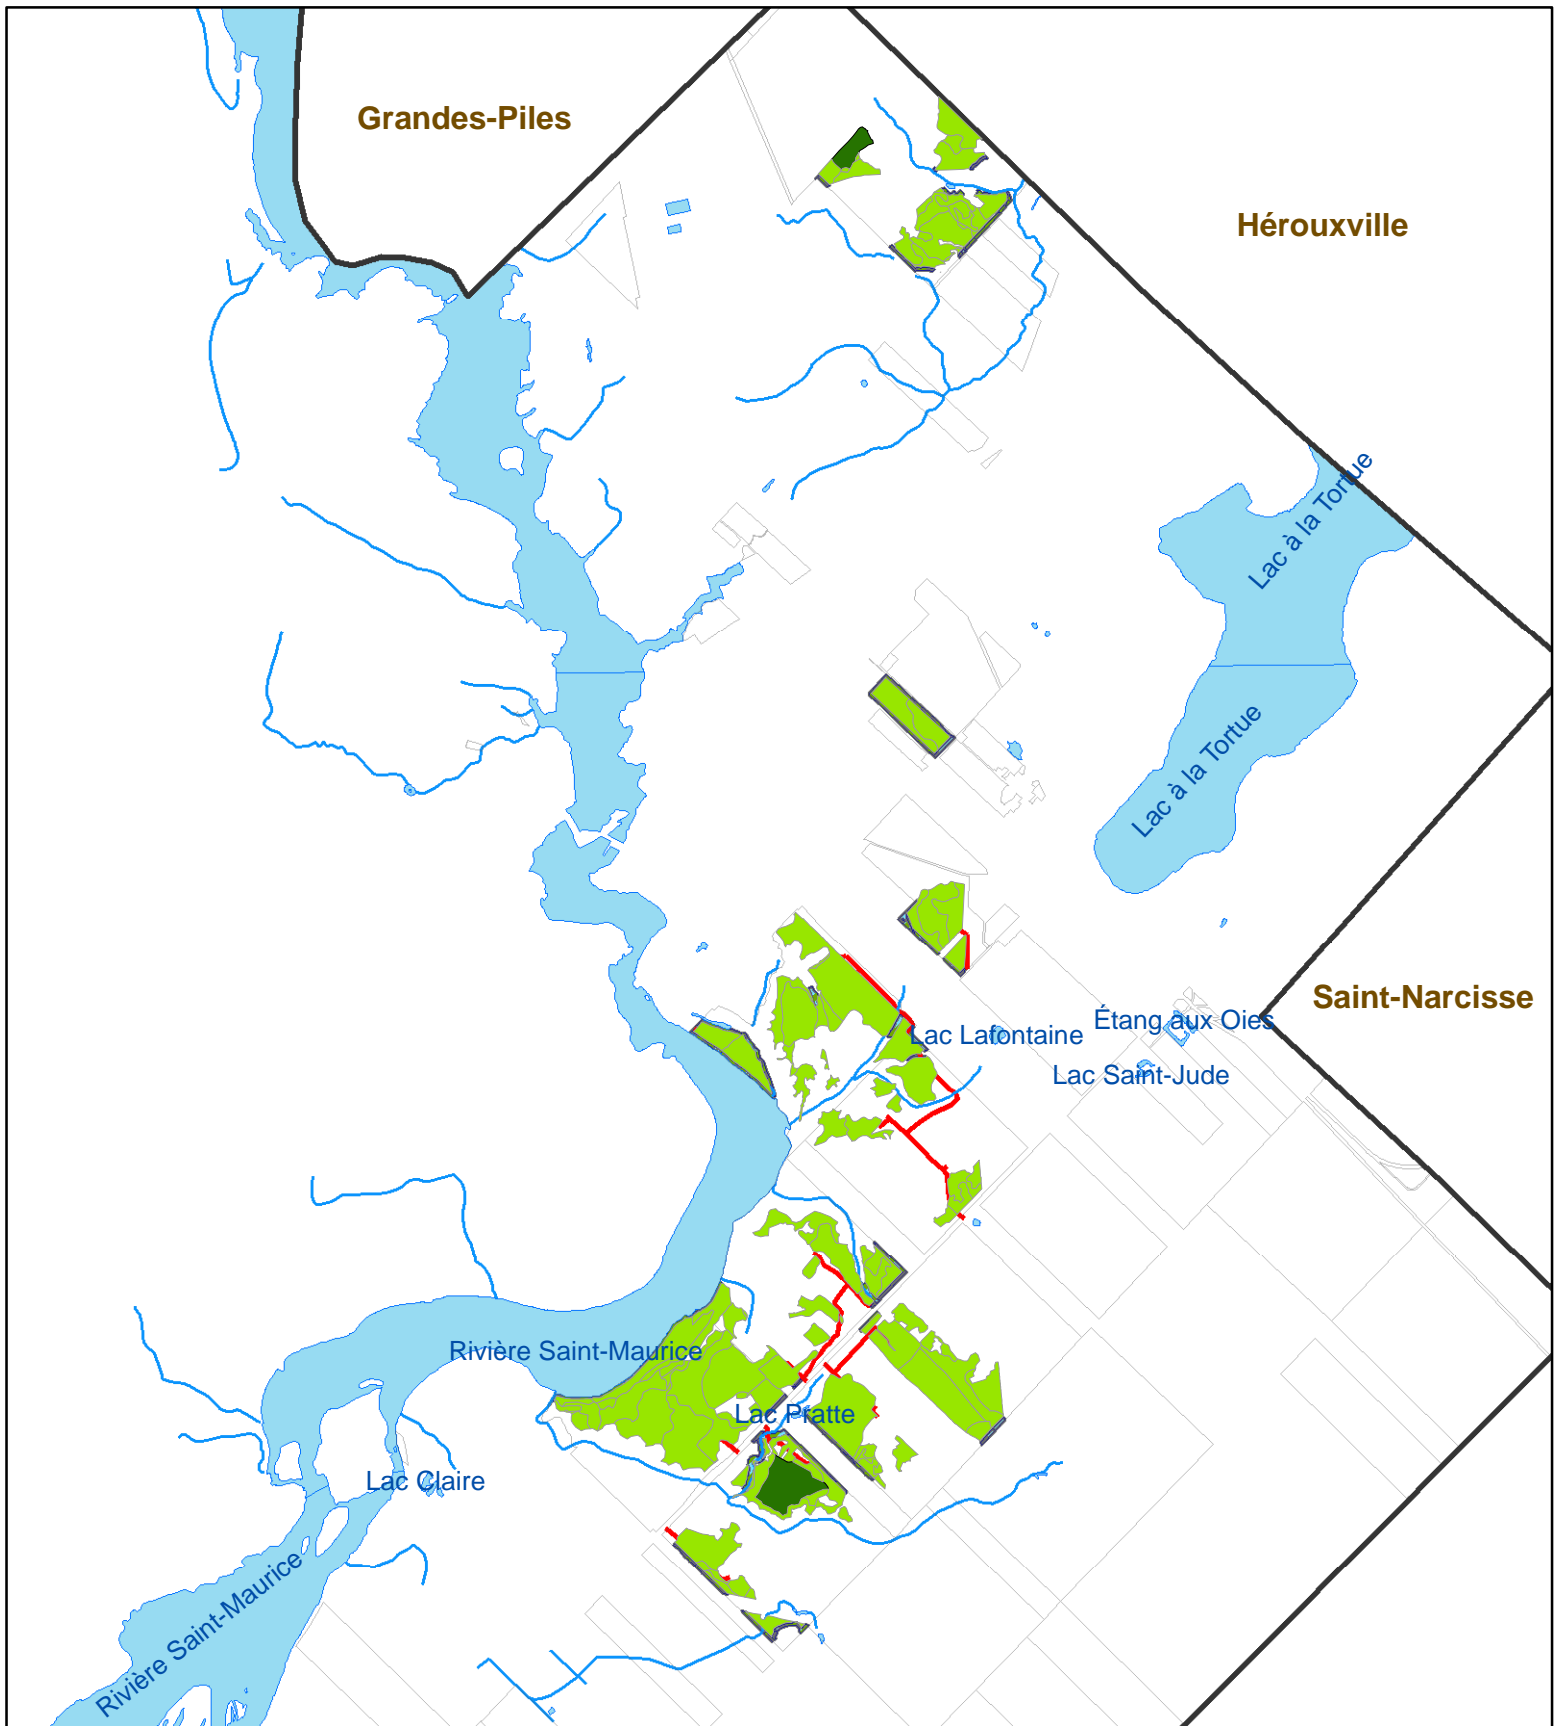 Grandes-Piles
Hérouxville
Lac à la Tortue
Lac à la Tortue
Saint-Narcisse
Étang aux Oies
Lac Lafontaine
Lac Saint-Jude
Rivière Saint-Maurice
Lac Pratte
Lac Claire
Rivière Saint-Maurice